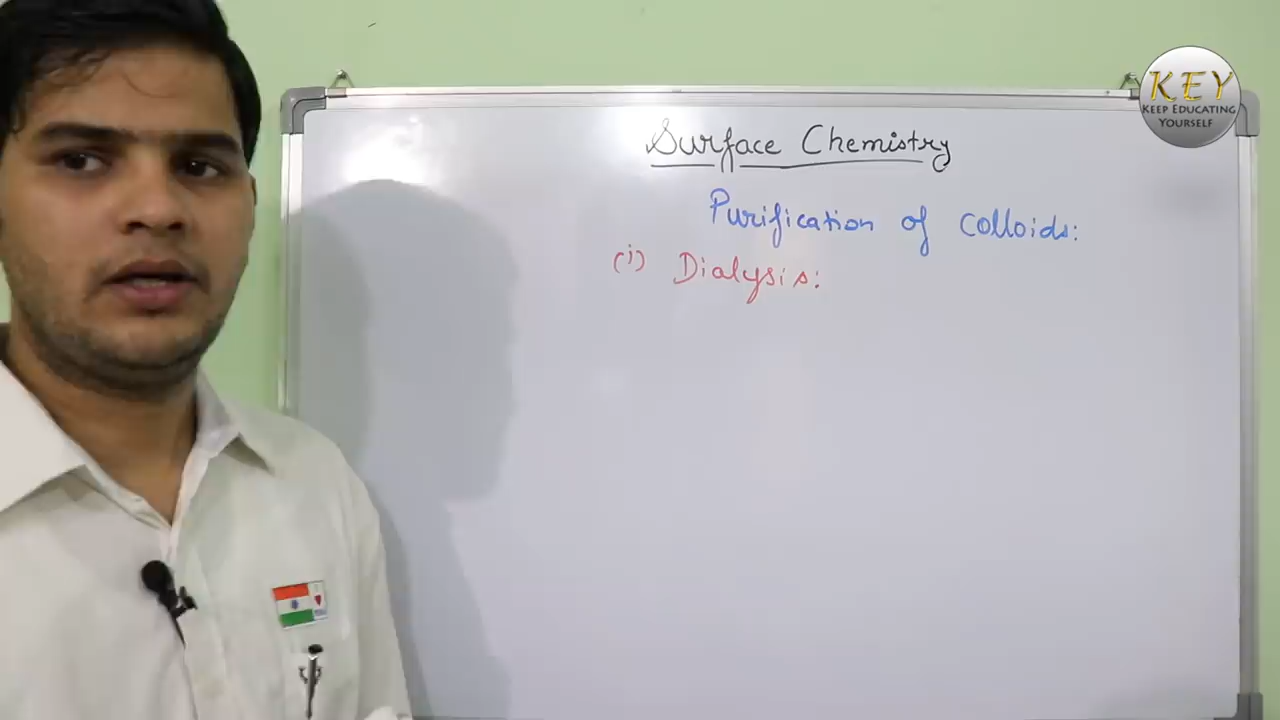 KEY
KEEP EDUCATING
YOURSELF
Surface Chemistry
Purification of Colloids:
(i) Dialysis: